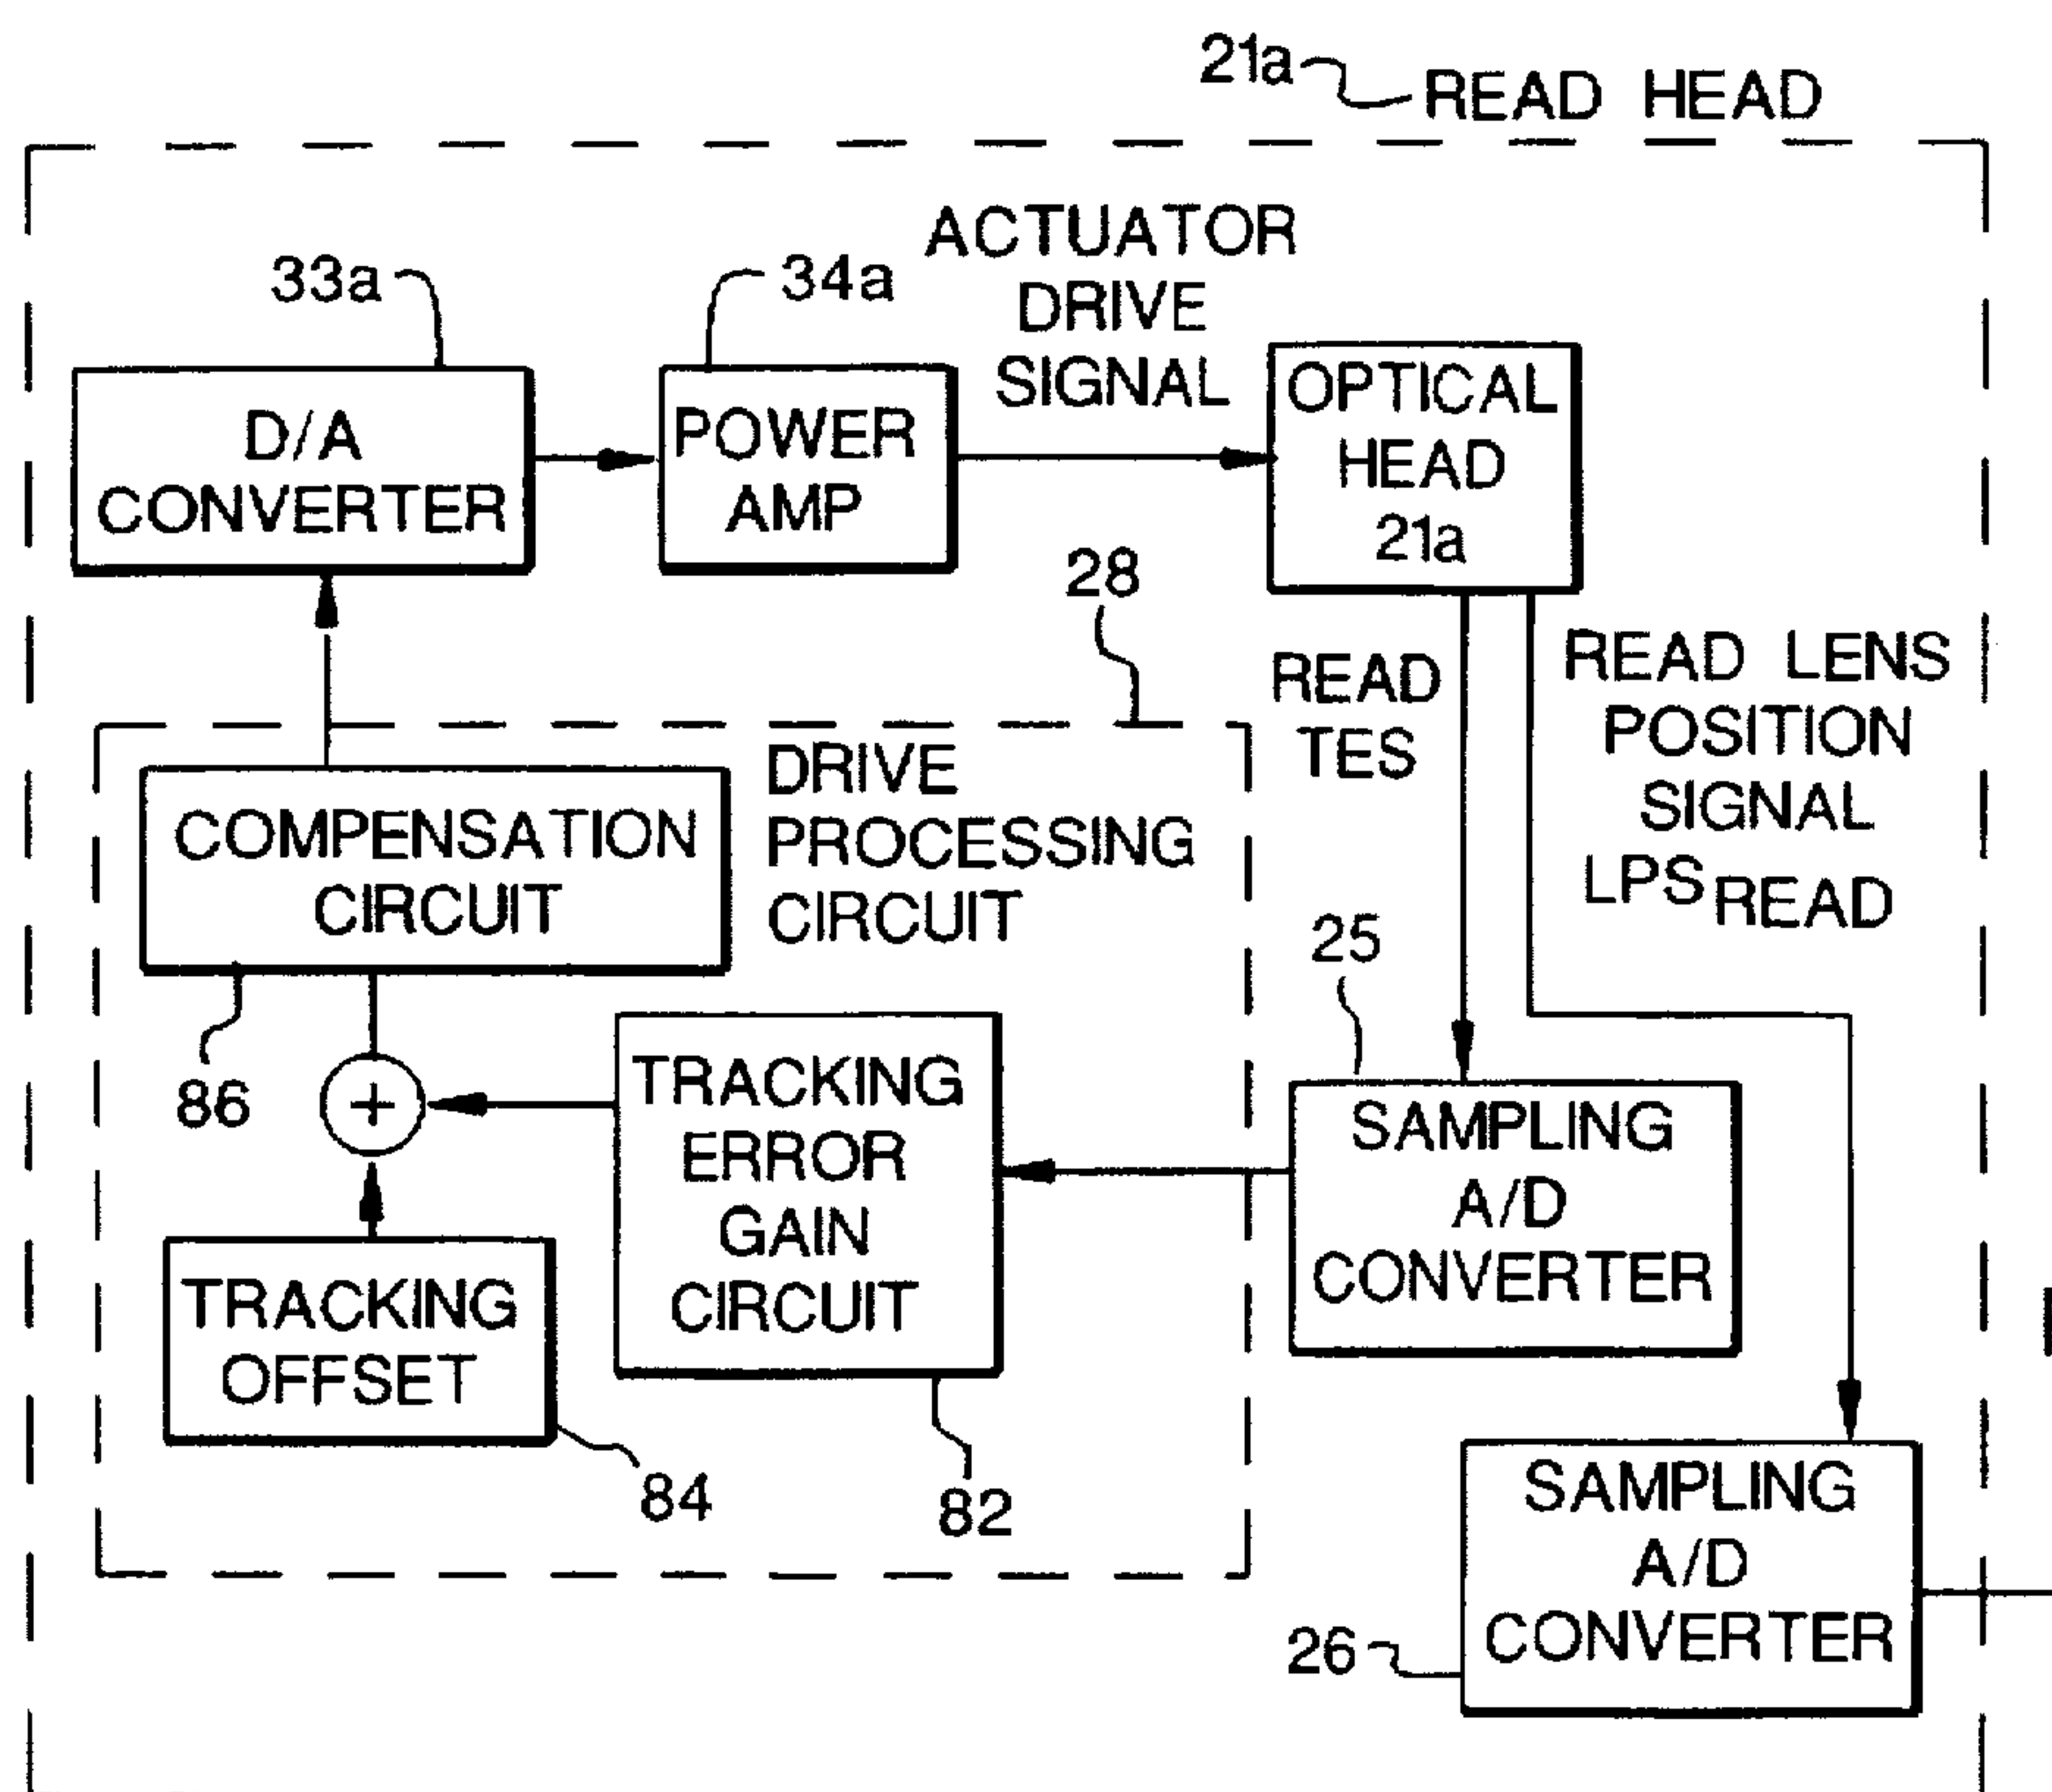 21a
READ HEAD
ACTUATOR
DRIVE
SIGNAL
33a
34a
D/A
CONVERTER
POWER
AMP
OPTICAL
HEAD
21a
28
READ
TES
READ LENS
POSITION
SIGNAL
LPS READ
DRIVE
PROCESSING
CIRCUIT
COMPENSATION
CIRCUIT
25
86
+
TRACKING
ERROR
GAIN
CIRCUIT
SAMPLING
A/D
CONVERTER
TRACKING
OFFSET
84
82
SAMPLING
A/D
CONVERTER
26